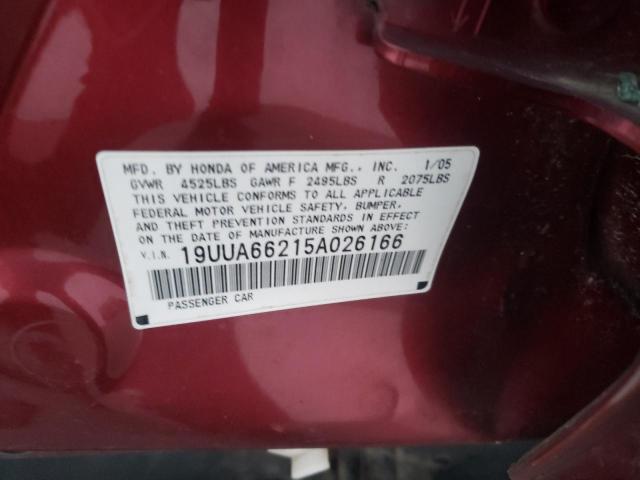 MFD. BY HONDA OF AMERICA MFG., INC. 1/05
GVWR 4525LBS GAWR F 2495LBS R 2075LBS
THIS VEHICLE CONFORMS TO ALL APPLICABLE
FEDERAL MOTOR VEHICLE SAFETY, BUMPER,
AND THEFT PREVENTION STANDARDS IN EFFECT
ON THE DATE OF MANUFACTURE SHOWN ABOVE:
V.I.N. 19UUA66215A026166
PASSENGER CAR